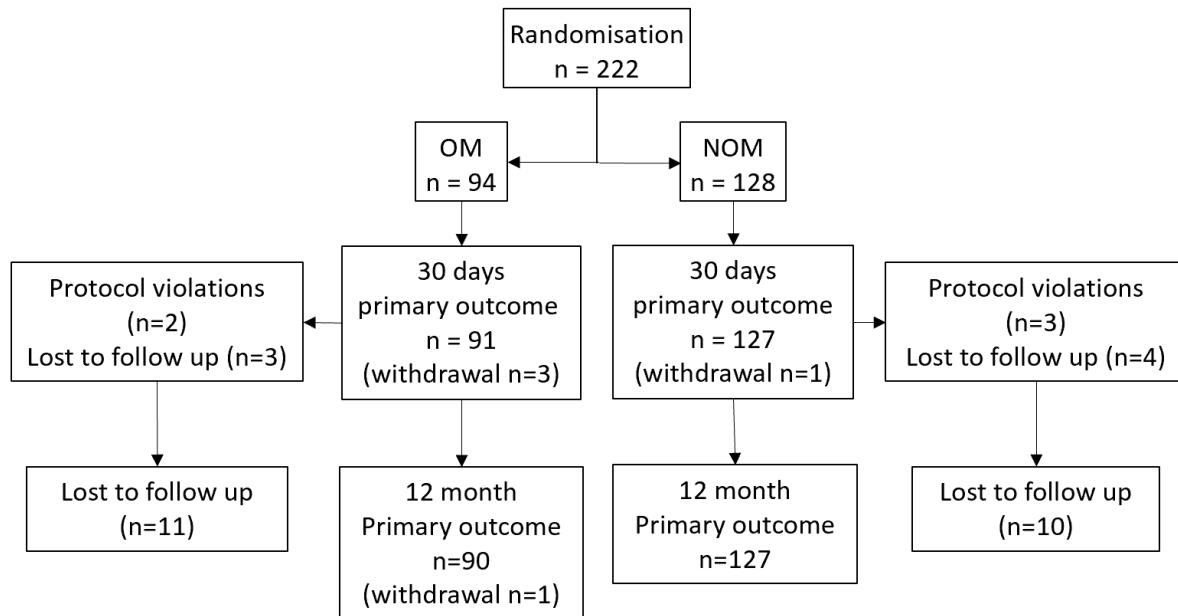 Randomisation
n = 222
OM
n = 94
NOM
n = 128
Protocol violations
(n=2)
Lost to follow up (n=3)
30 days
primary outcome
n = 91
(withdrawal n=3)
30 days
primary outcome
n = 127
(withdrawal n=1)
Protocol violations
(n=3)
Lost to follow up (n=4)
Lost to follow up
(n=11)
12 month
Primary outcome
n=90
(withdrawal n=1)
12 month
Primary outcome
n=127
Lost to follow up
(n=10)